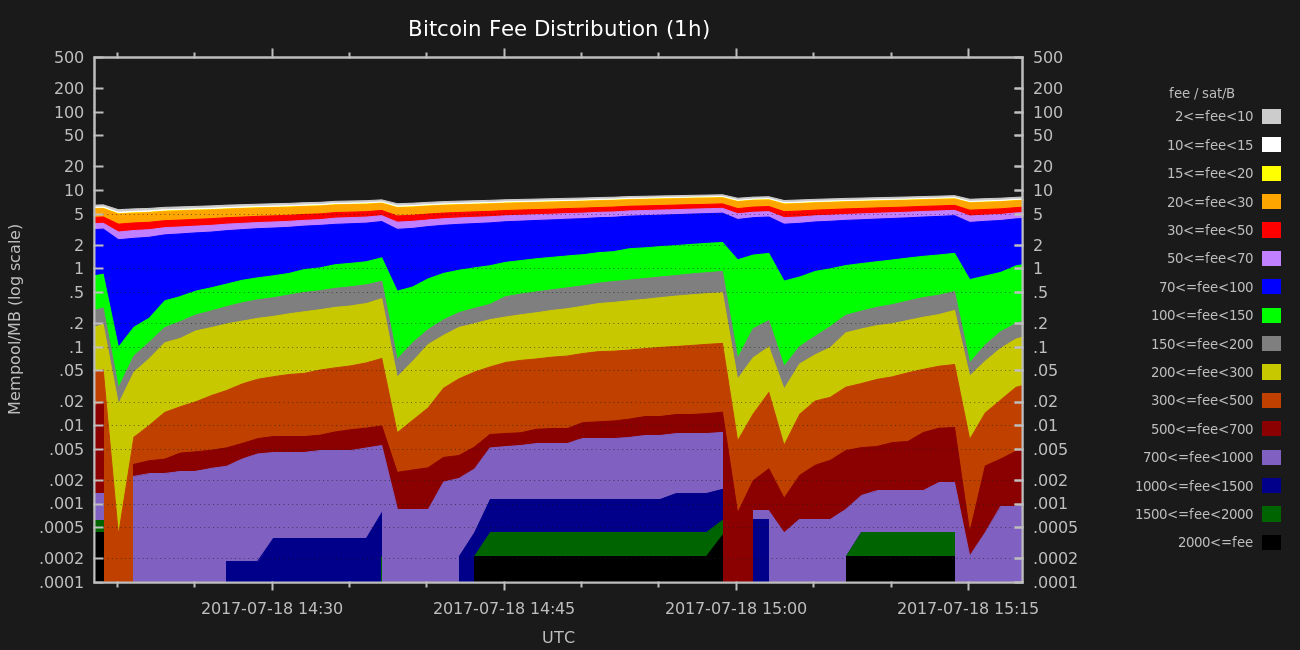 Bitcoin Fee Distribution (1h)
500 500
200 200
100 100
50 50
20 20
10 10
5 5
2 2
1 1
.5 .5
.2 .2
.1 .1
.05 .05
.02 .02
.01 .01
.005 .005
.002 .002
.001 .001
.0005 .0005
.0002 .0002
.0001 .0001
Mempool/MB (log scale)
2017-07-18 14:30 2017-07-18 14:45 2017-07-18 15:00 2017-07-18 15:15
UTC
fee / sat/B
2<=fee<10
10<=fee<15
15<=fee<20
20<=fee<30
30<=fee<50
50<=fee<70
70<=fee<100
100<=fee<150
150<=fee<200
200<=fee<300
300<=fee<500
500<=fee<700
700<=fee<1000
1000<=fee<1500
1500<=fee<2000
2000<=fee